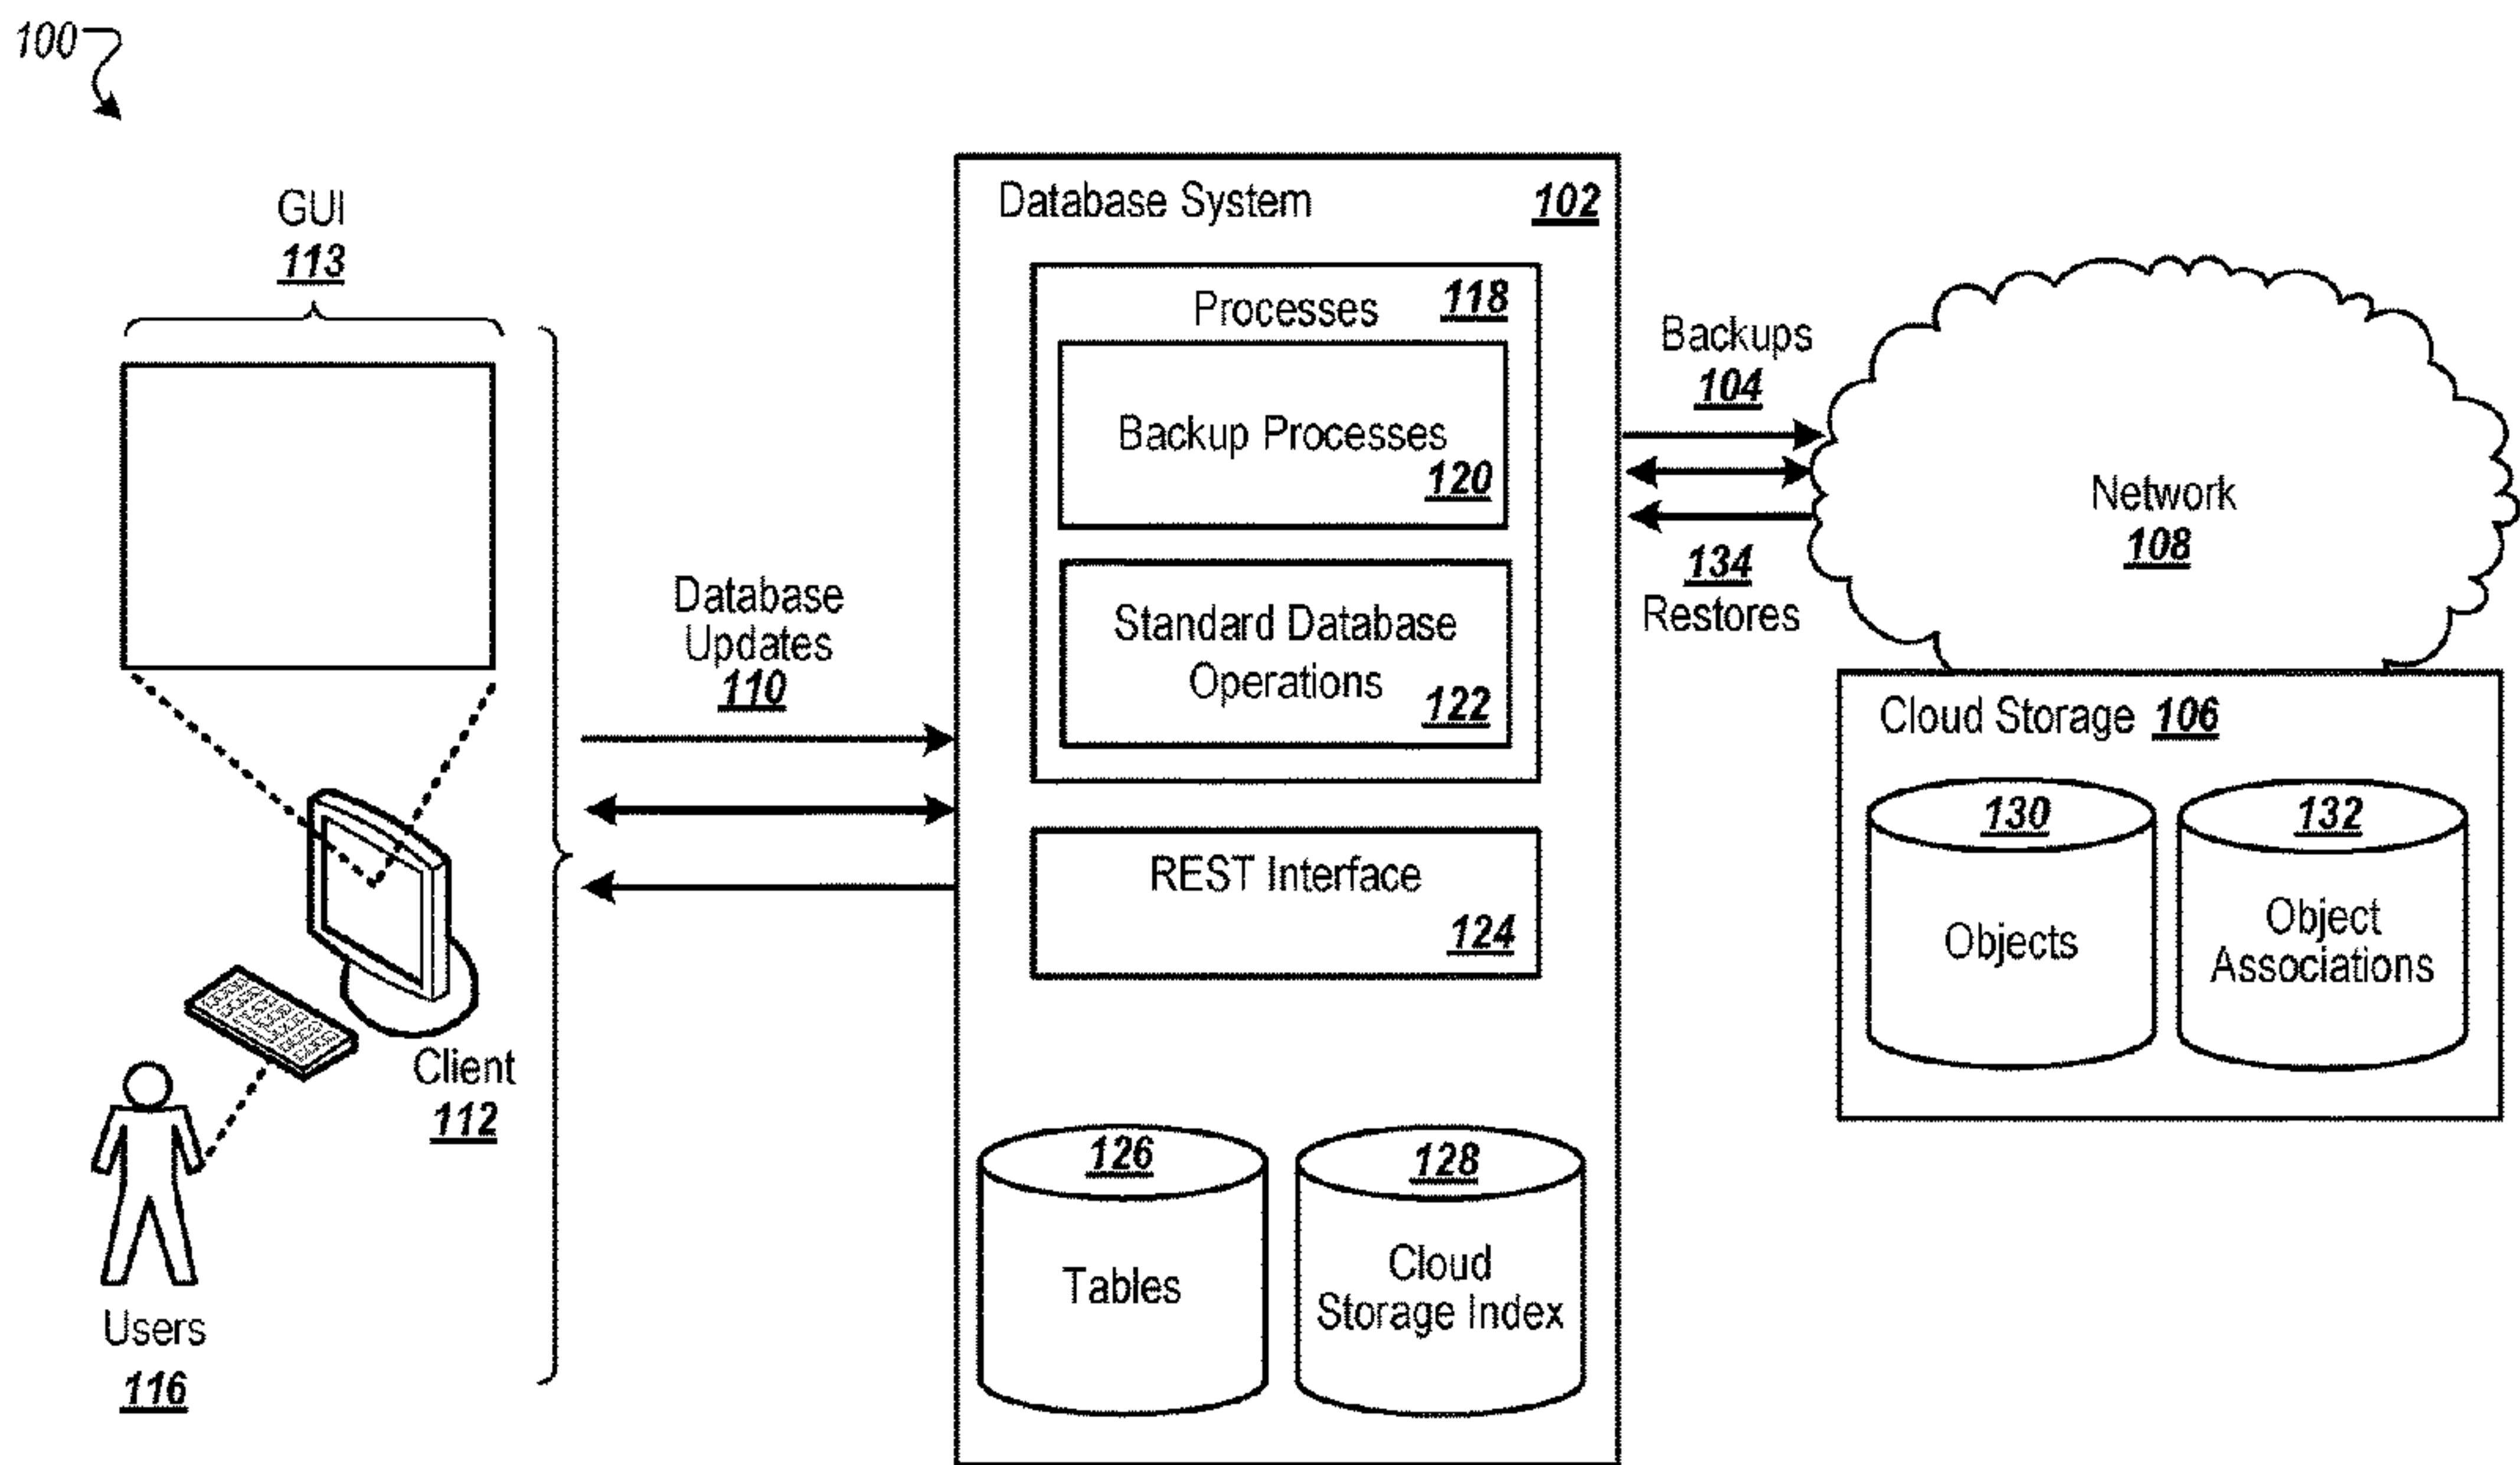 100
GUI
113
Database
Updates
110
Client
112
Users
116
Database System 102
Processes 118
Backup Processes
120
Standard Database
Operations 122
REST Interface
124
126
Tables
128
Cloud
Storage Index
Backups
104
134
Restores
Network
108
Cloud Storage 106
130
Objects
132
Object
Associations